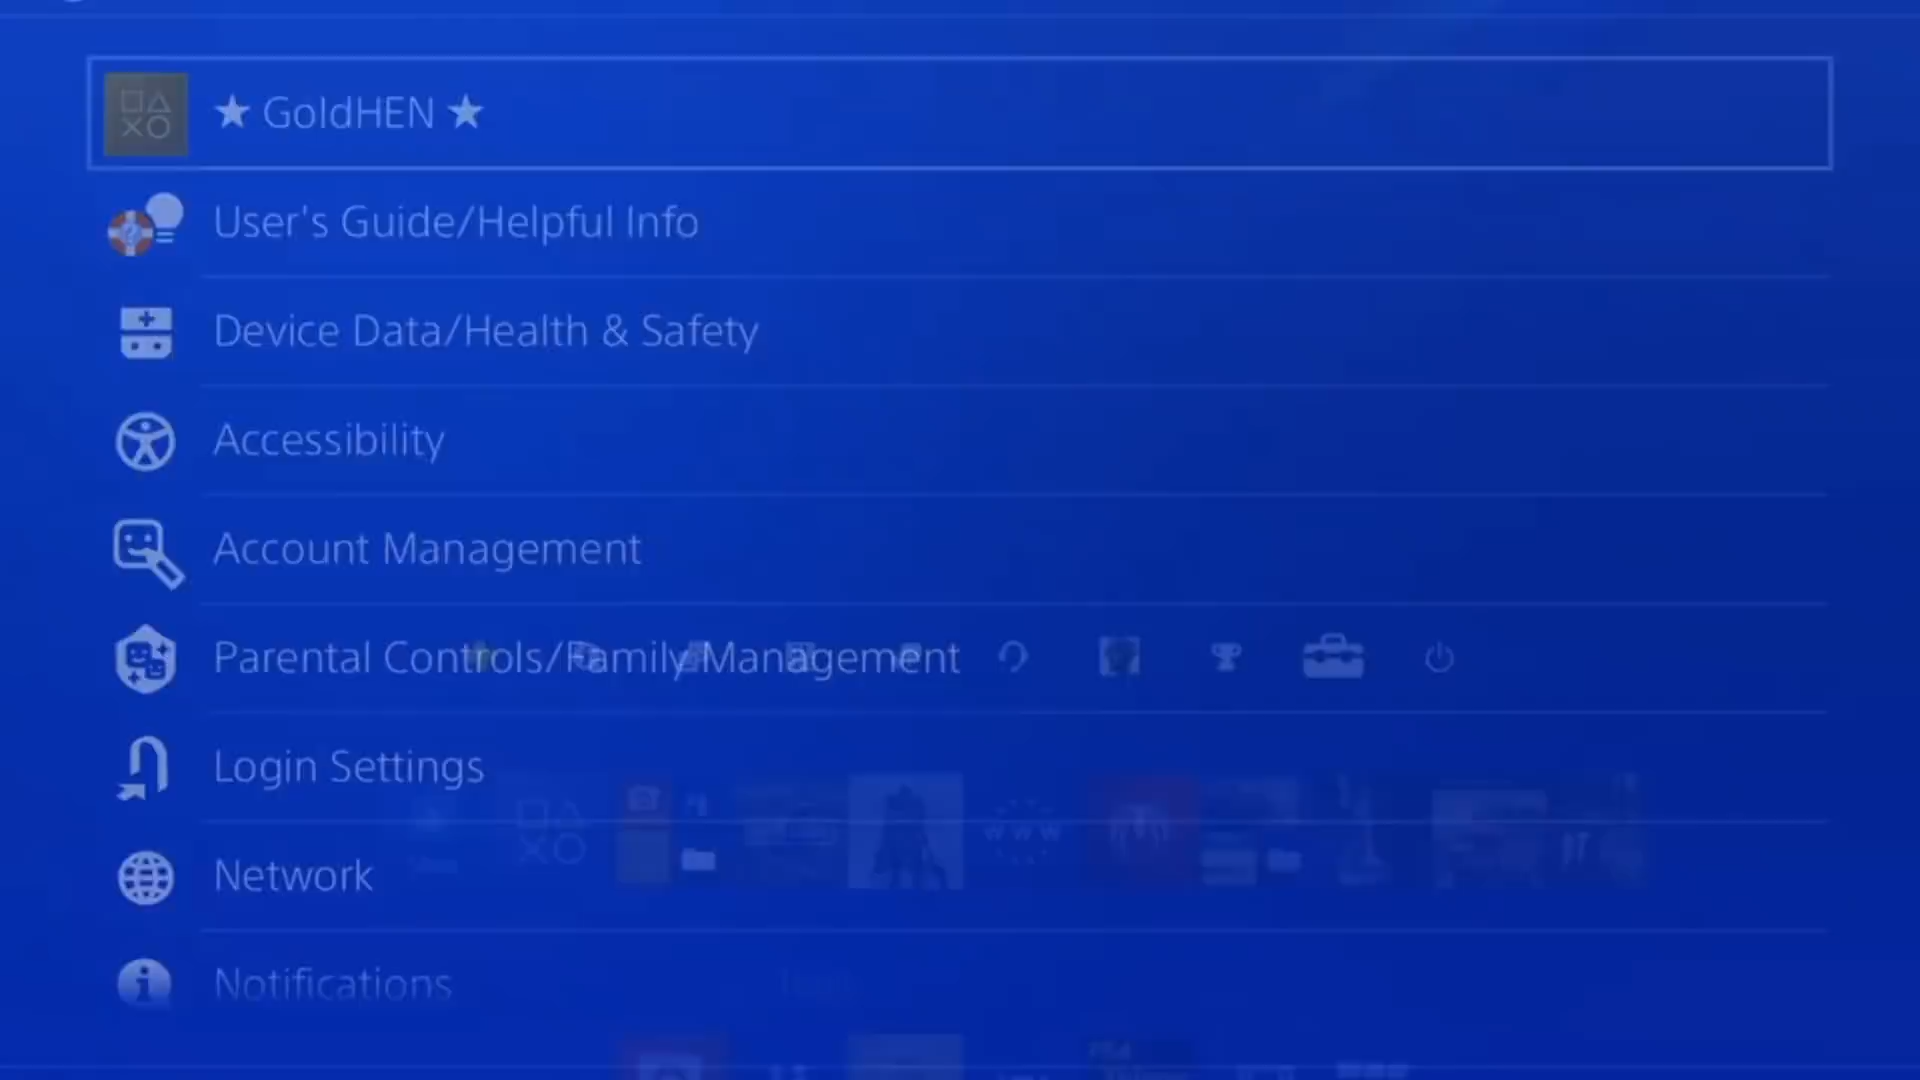 ★ GoldHEN ★
User's Guide/Helpful Info
Device Data/Health & Safety
Accessibility
Account Management
Parental Controls/Family Management
Login Settings
WWW
Network
Notifications